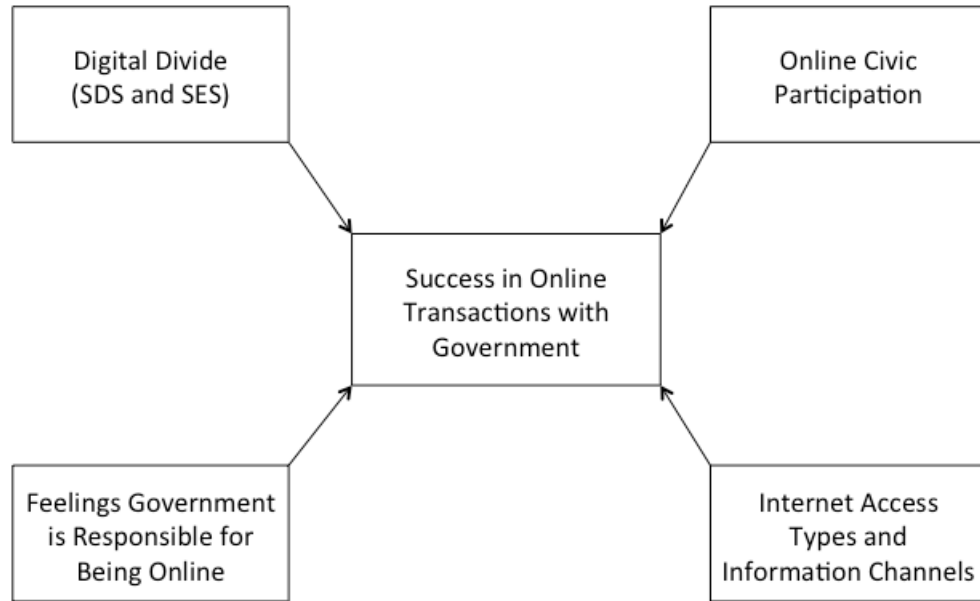 Digital Divide
(SDS and SES)
Online Civic
Participation
Success in Online
Transactions with
Government
Feelings Government
is Responsible for
Being Online
Internet Access
Types and
Information Channels